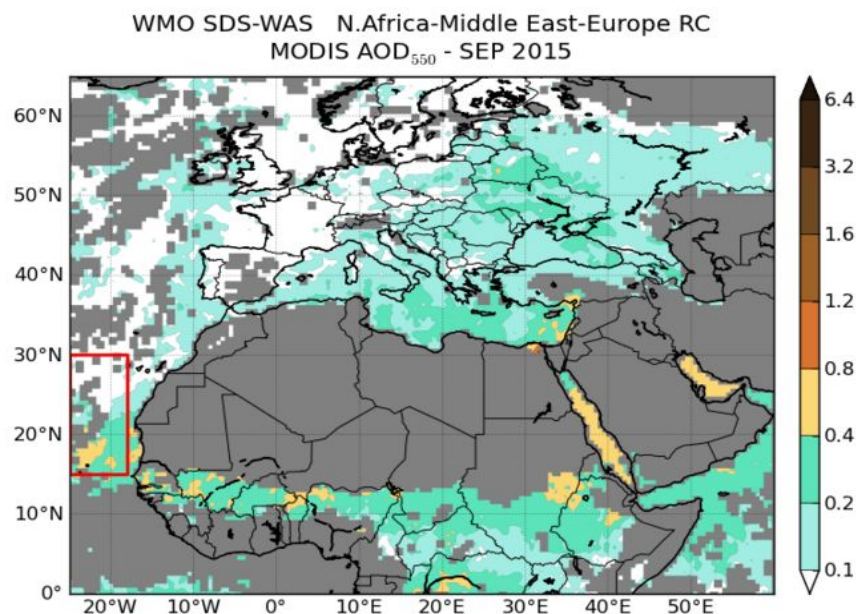 WMO SDS-WAS N.Africa-Middle East-Europe RC
MODIS AOD550 - SEP 2015
60°N
50°N
40°N
30°N
20°N
10°N
0°
20°W
10°W
0°
10°E
20°E
30°E
40°E
50°E
6.4
3.2
1.6
1.2
0.8
0.4
0.2
0.1